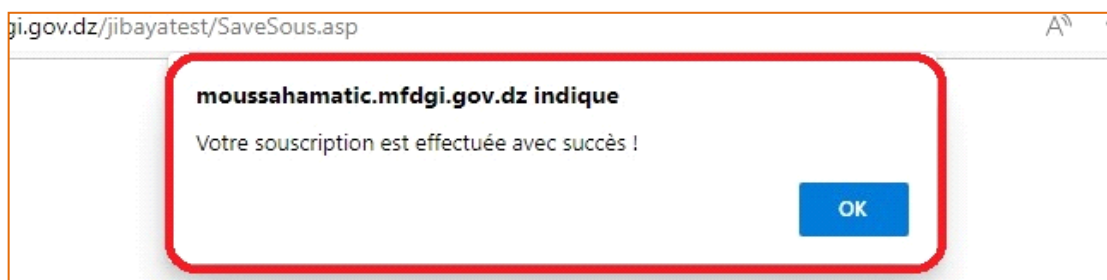 gi.gov.dz/jibayatest/SaveSous.asp A
moussahamatic.mfdgi.gov.dz indique
Votre souscription est effectuée avec succès !
OK